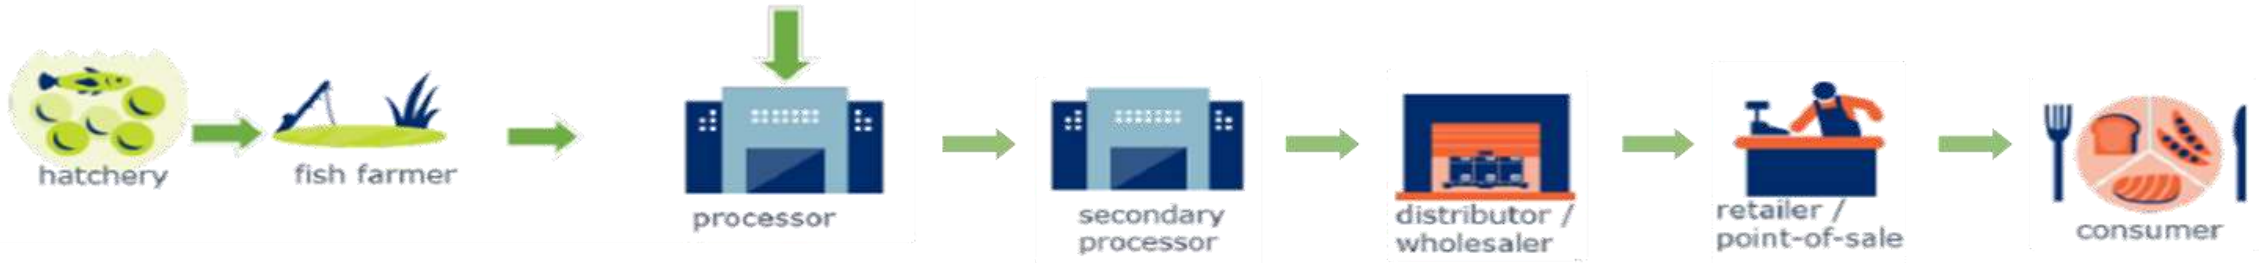 hatchery
fish farmer
processor
secondary
processor
distributor /
wholesaler
retailer /
point-of-sale
consumer